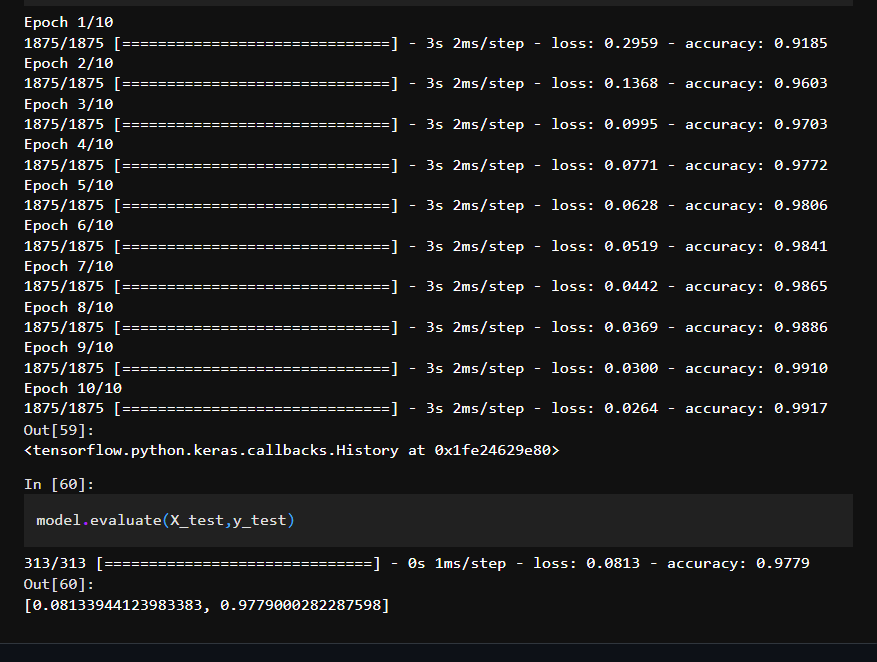 Epoch 1/10
1875/1875 [==============================] - 3s 2ms/step - loss: 0.2959 - accuracy: 0.9185
Epoch 2/10
1875/1875 [==============================] - 3s 2ms/step - loss: 0.1368 - accuracy: 0.9603
Epoch 3/10
1875/1875 [==============================] - 3s 2ms/step - loss: 0.0995 - accuracy: 0.9703
Epoch 4/10
1875/1875 [==============================] - 3s 2ms/step - loss: 0.0771 - accuracy: 0.9772
Epoch 5/10
1875/1875 [==============================] - 3s 2ms/step - loss: 0.0628 - accuracy: 0.9806
Epoch 6/10
1875/1875 [==============================] - 3s 2ms/step - loss: 0.0519 - accuracy: 0.9841
Epoch 7/10
1875/1875 [==============================] - 3s 2ms/step - loss: 0.0442 - accuracy: 0.9865
Epoch 8/10
1875/1875 [==============================] - 3s 2ms/step - loss: 0.0369 - accuracy: 0.9886
Epoch 9/10
1875/1875 [==============================] - 3s 2ms/step - loss: 0.0300 - accuracy: 0.9910
Epoch 10/10
1875/1875 [==============================] - 3s 2ms/step - loss: 0.0264 - accuracy: 0.9917
Out[59]:
<tensorflow.python.keras.callbacks.History at 0x1fe24629e80>
In [60]:
model.evaluate(X_test,y_test)
313/313 [==============================] - 0s 1ms/step - loss: 0.0813 - accuracy: 0.9779
Out[60]:
[0.08133944123983383, 0.9779000282287598]